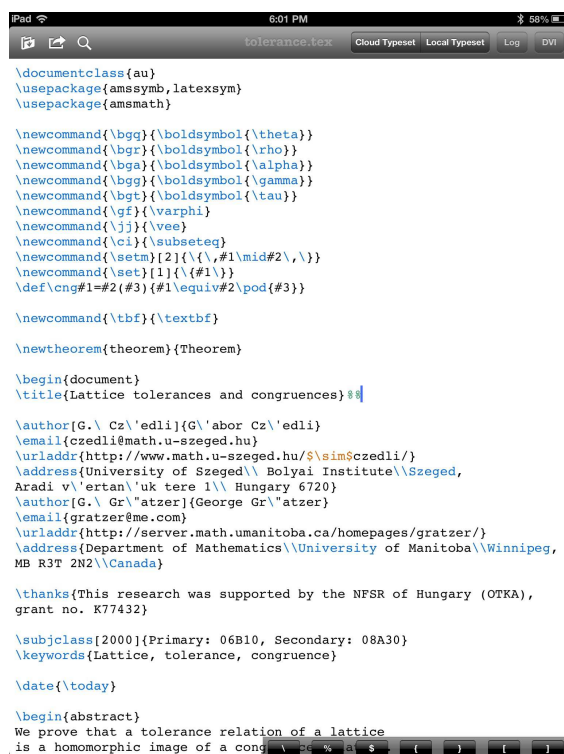 iPad 6:01 PM 58%
tolerance.tex Cloud Typeset Local Typeset Log DVI
\documentclass{au}
\usepackage{amssymb,latexsym}
\usepackage{amsmath}
\newcommand{\bgq}{\boldsymbol{\theta}}
\newcommand{\bgr}{\boldsymbol{\rho}}
\newcommand{\bga}{\boldsymbol{\alpha}}
\newcommand{\bgg}{\boldsymbol{\gamma}}
\newcommand{\bgt}{\boldsymbol{\tau}}
\newcommand{\gf}{\varphi}
\newcommand{\jj}{\vee}
\newcommand{\ci}{\subseteq}
\newcommand{\setm}[2]{\{\,#1\mid#2\,\}}
\newcommand{\set}[1]{\{#1\}}
\def\cng#1=#2(#3){#1\equiv#2\pod{#3}}
\newcommand{\tbf}{\textbf}
\newtheorem{theorem}{Theorem}
\begin{document}
\title{Lattice tolerances and congruences}%%
\author[G.\ Cz\'edli]{G\'abor Cz\'edli}
\email{czedli@math.u-szeged.hu}
\urladdr{http://www.math.u-szeged.hu/$\sim$czedli/}
\address{University of Szeged\\ Bolyai Institute\\Szeged,
Aradi v\'ertan\'uk tere 1\\ Hungary 6720}
\author[G.\ Gr\"atzer]{George Gr\"atzer}
\email{gratzer@me.com}
\urladdr{http://server.math.umanitoba.ca/homepages/gratzer/}
\address{Department of Mathematics\\University of Manitoba\\Winnipeg,
MB R3T 2N2\\Canada}
\thanks{This research was supported by the NFSR of Hungary (OTKA),
grant no. K77432}
\subjclass[2000]{Primary: 06B10, Secondary: 08A30}
\keywords{Lattice, tolerance, congruence}
\date{\today}
\begin{abstract}
We prove that a tolerance relation of a lattice
is a homomorphic image of a cong
\ % $ { } [ ]